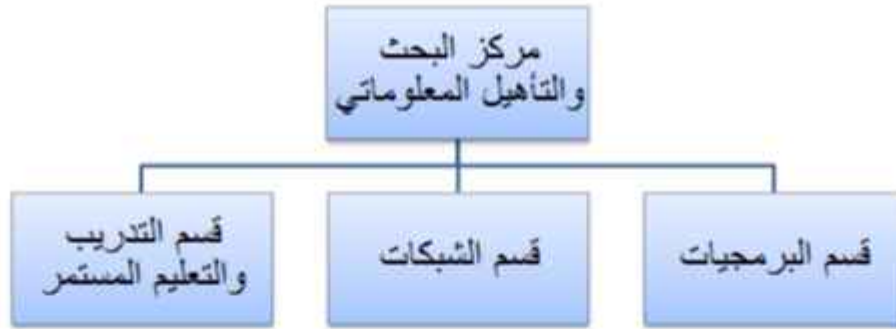 مركز البحث
والتأهيل المعلوماتي
قسم البرمجيات
قسم الشبكات
قسم التدريب
والتعليم المستمر